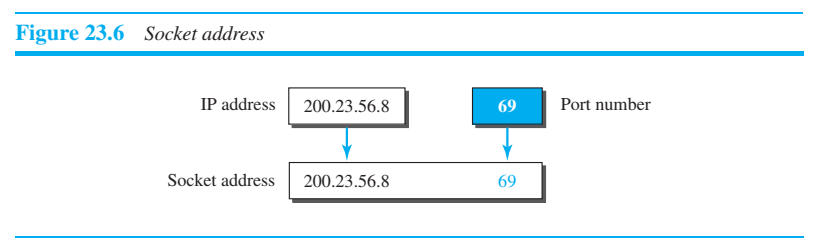 Figure 23.6 Socket address
IP address 200.23.56.8 69 Port number
Socket address 200.23.56.8 69